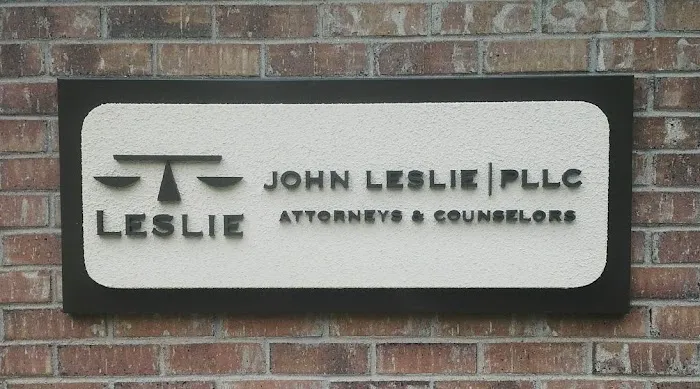 LESLIE
JOHN LESLIE | PLLC
ATTORNEYS & COUNSELORS